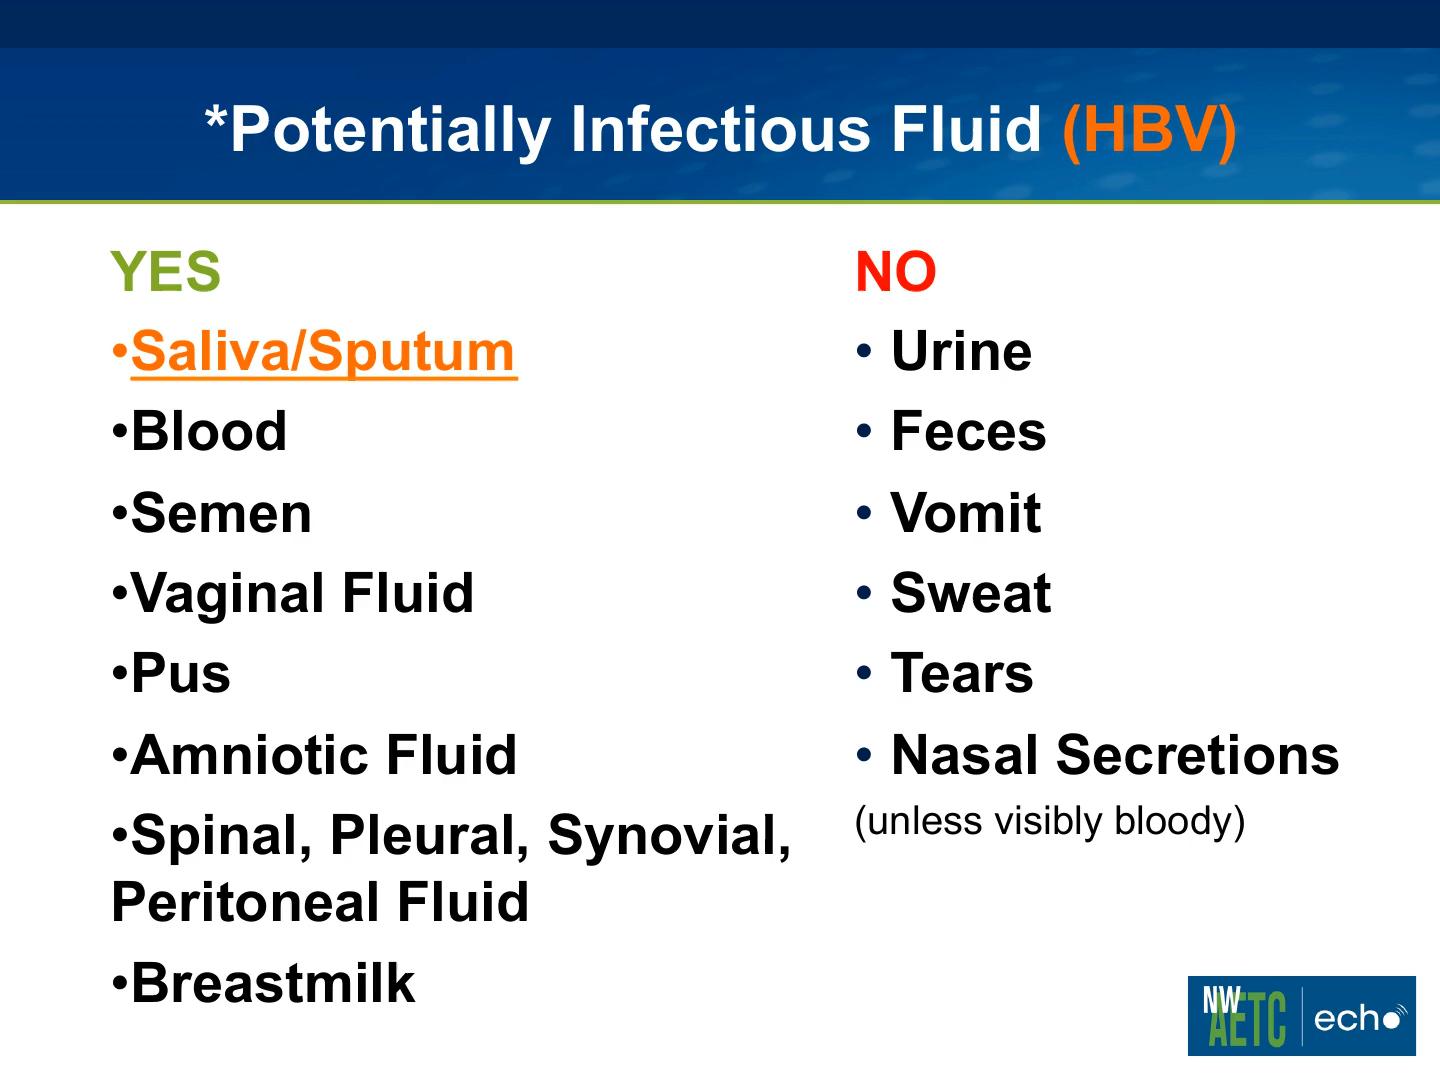 *Potentially Infectious Fluid (HBV)
YES
•Saliva/Sputum
•Blood
•Semen
•Vaginal Fluid
•Pus
•Amniotic Fluid
•Spinal, Pleural, Synovial,
Peritoneal Fluid
•Breastmilk
NO
• Urine
• Feces
• Vomit
• Sweat
• Tears
• Nasal Secretions
(unless visibly bloody)
NW
AETC
echo